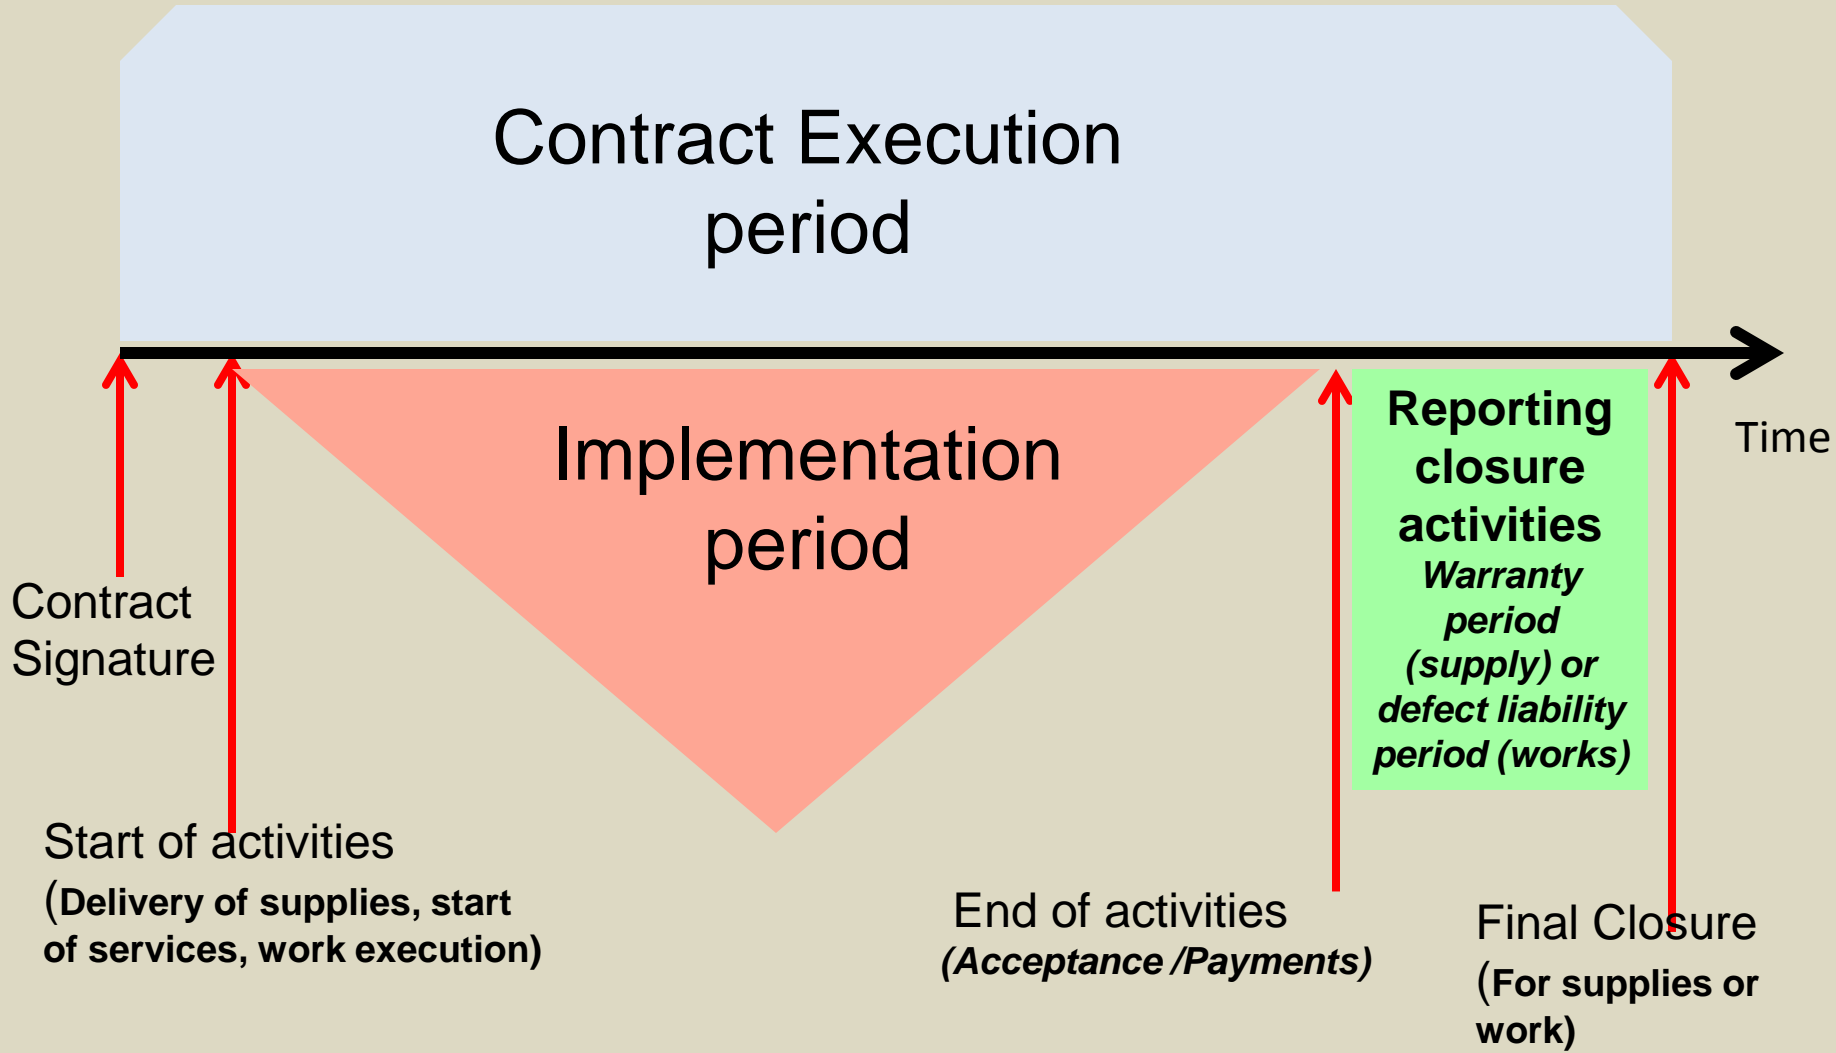 Contract Execution
period
Time
Implementation
period
Reporting
closure
activities
Warranty
period
(supply) or
defect liability
period (works)
Contract
Signature
Start of activities
(Delivery of supplies, start
of services, work execution)
End of activities
(Acceptance /Payments)
Final Closure
(For supplies or
work)